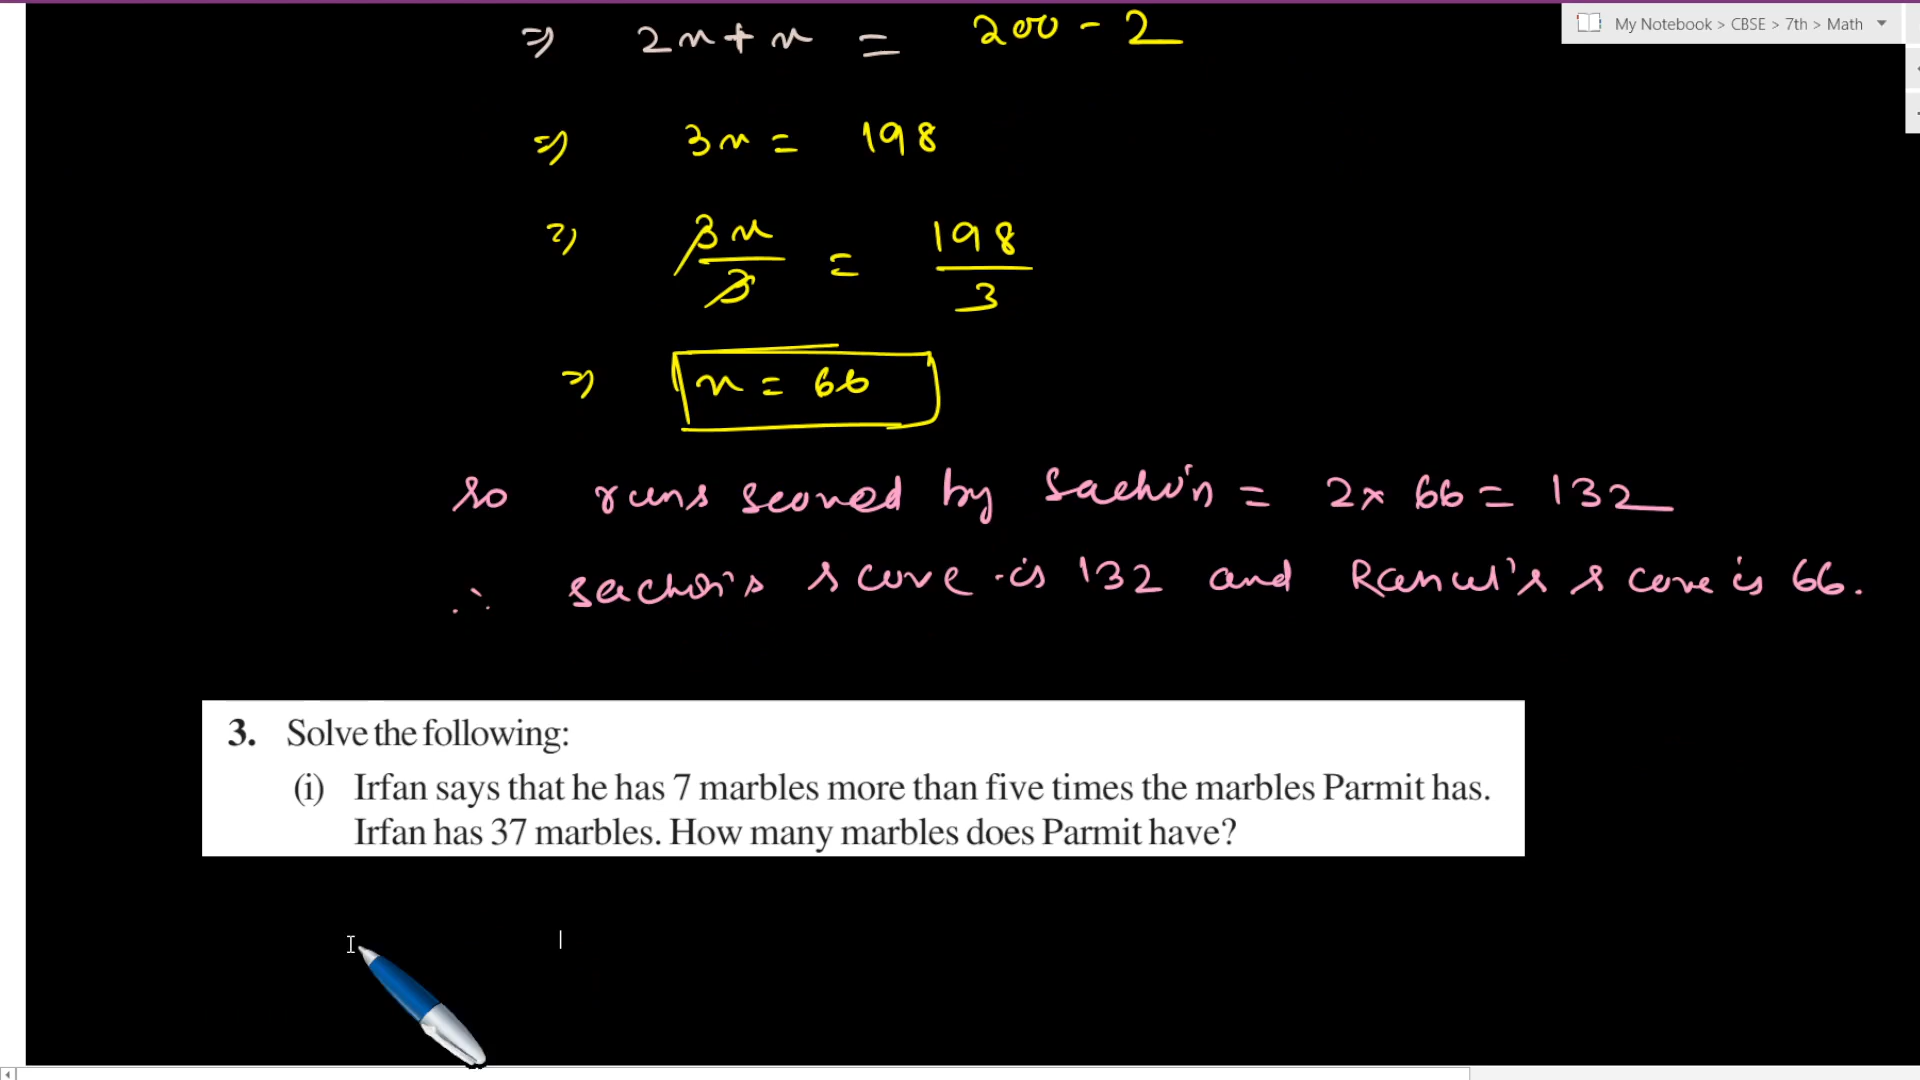 ⇒ 2x + x = 200 - 2
My Notebook > CBSE > 7th > Math
⇒ 3x = 198
⇒ 3x/3 = 198/3
⇒ x = 66
so runs scored by Sachin = 2 × 66 = 132
∴ Sachin's score is 132 and Rahul's score is 66.
3. Solve the following:
(i) Irfan says that he has 7 marbles more than five times the marbles Parmit has.
Irfan has 37 marbles. How many marbles does Parmit have?